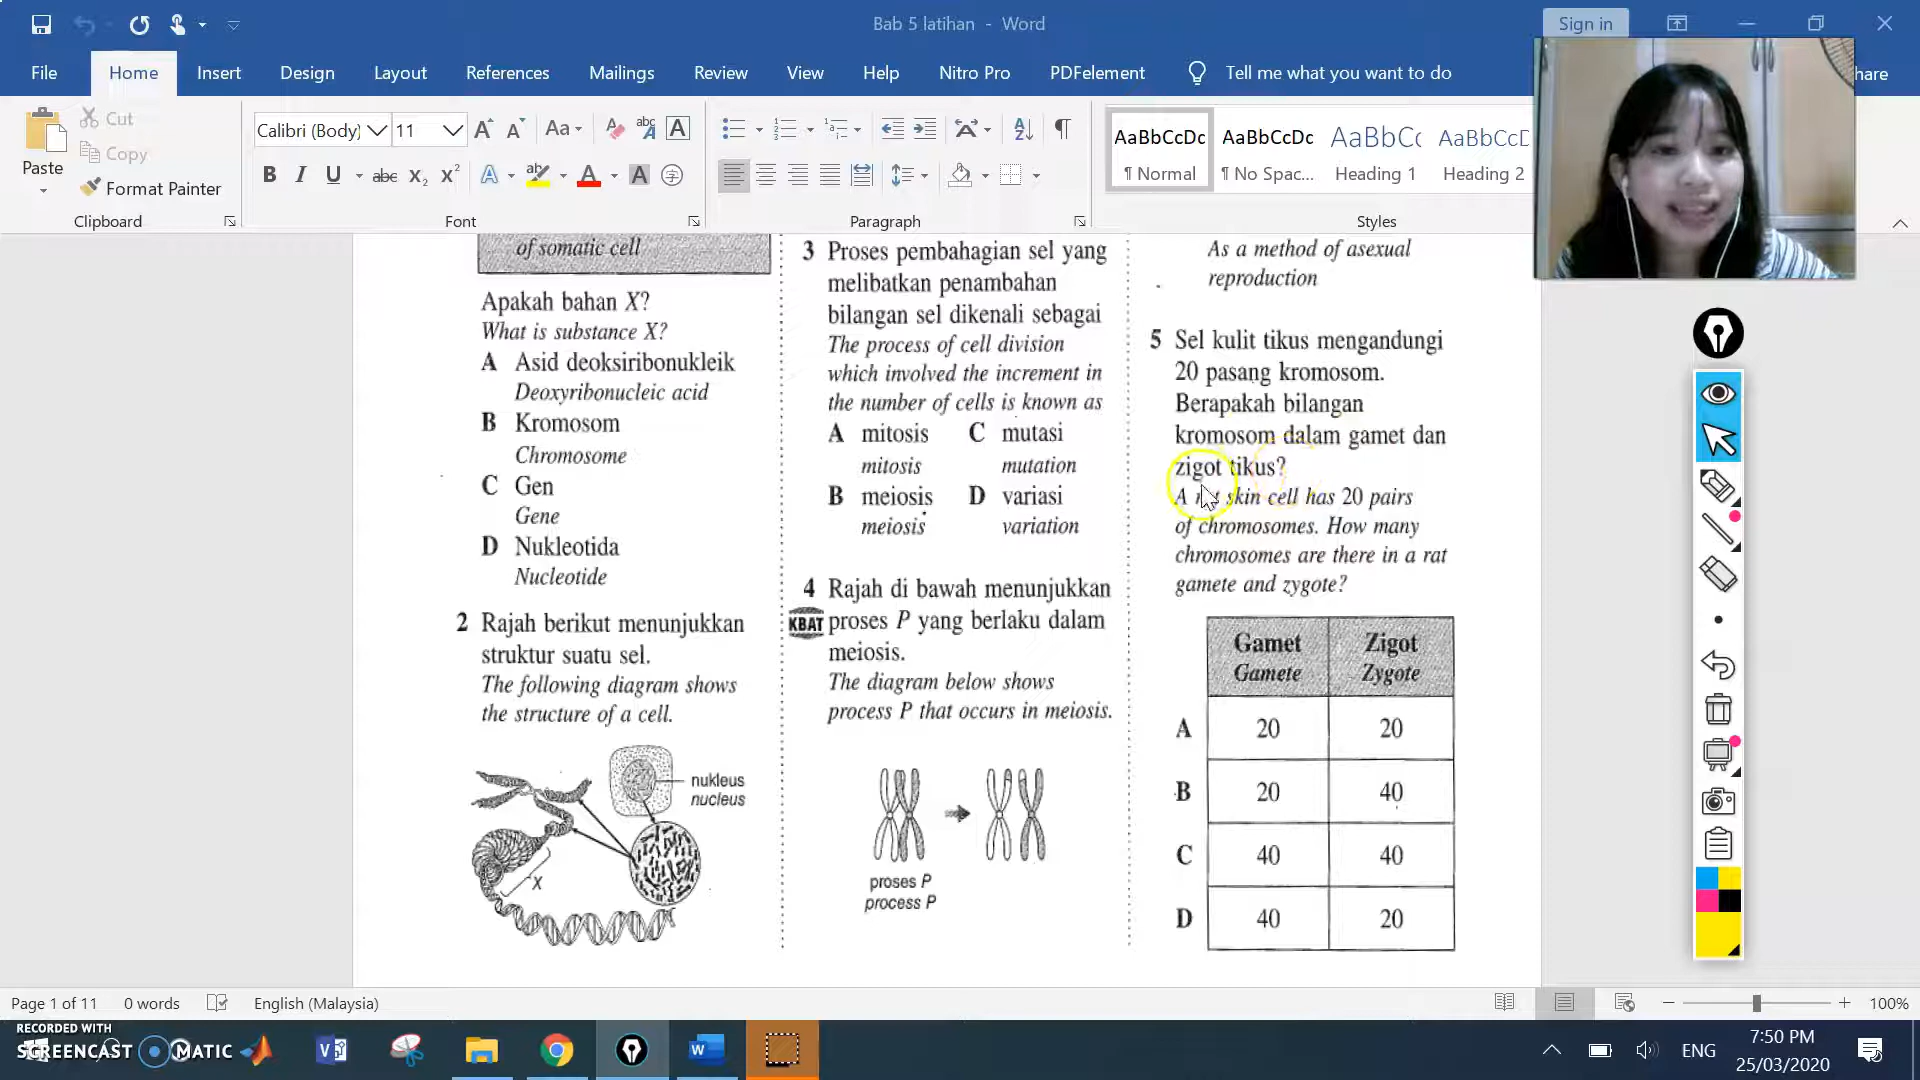 Bab 5 latihan - Word
Sign in
File
Home
Insert
Design
Layout
References
Mailings
Review
View
Help
Nitro Pro
PDFelement
Tell me what you want to do
hare
Paste
Cut
Copy
Format Painter
Clipboard
Calibri (Body)
11
Font
Paragraph
AaBbCcDc
¶ Normal
AaBbCcDc
¶ No Spac...
AaBbCc
Heading 1
AaBbCcD
Heading 2
Styles
of somatic cell
Apakah bahan X?
What is substance X?
A Asid deoksiribonukleik
Deoxyribonucleic acid
B Kromosom
Chromosome
C Gen
Gene
D Nukleotida
Nucleotide
2 Rajah berikut menunjukkan
struktur suatu sel.
The following diagram shows
the structure of a cell.
nukleus
nucleus
X
3 Proses pembahagian sel yang
melibatkan penambahan
bilangan sel dikenali sebagai
The process of cell division
which involved the increment in
the number of cells is known as
A mitosis C mutasi
mitosis mutation
B meiosis D variasi
meiosis variation
4 Rajah di bawah menunjukkan
KBAT proses P yang berlaku dalam
meiosis.
The diagram below shows
process P that occurs in meiosis.
proses P
process P
As a method of asexual
reproduction
5 Sel kulit tikus mengandungi
20 pasang kromosom.
Berapakah bilangan
kromosom dalam gamet dan
zigot tikus?
A rat skin cell has 20 pairs
of chromosomes. How many
chromosomes are there in a rat
gamete and zygote?
Gamet Zigot
Gamete Zygote
A 20 20
B 20 40
C 40 40
D 40 20
Page 1 of 11
0 words
English (Malaysia)
100%
RECORDED WITH
SCREENCAST MATIC
ENG
7:50 PM
25/03/2020